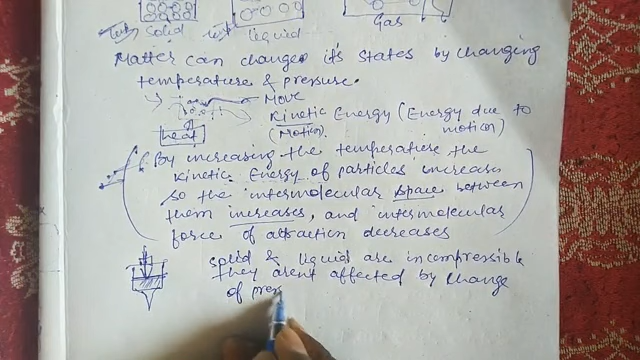 Solid
Liquid
Gas
Matter can change it's states by changing
temperature & pressure.
Move
Kinetic Energy (Energy due to
(Motion)
motion)
heat
By increasing the temperature the
kinetic Energy of particles increases
so the intermolecular space between
them increases, and intermolecular
force of attraction decreases
solid & liquid are incompressible
they arent affected by change
of pres